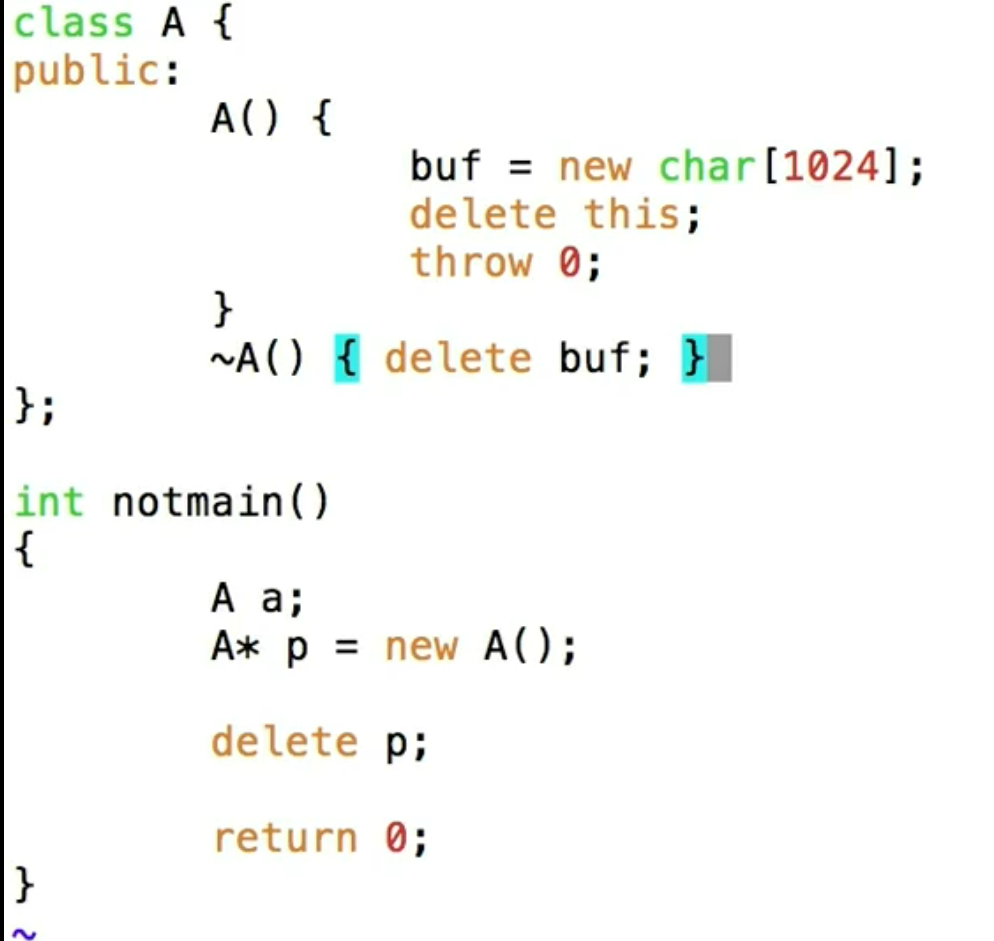 class A {
public:
        A() {
                buf = new char[1024];
                delete this;
                throw 0;
        }
        ~A() { delete buf; }
};

int notmain()
{
        A a;
        A* p = new A();

        delete p;

        return 0;
}
~